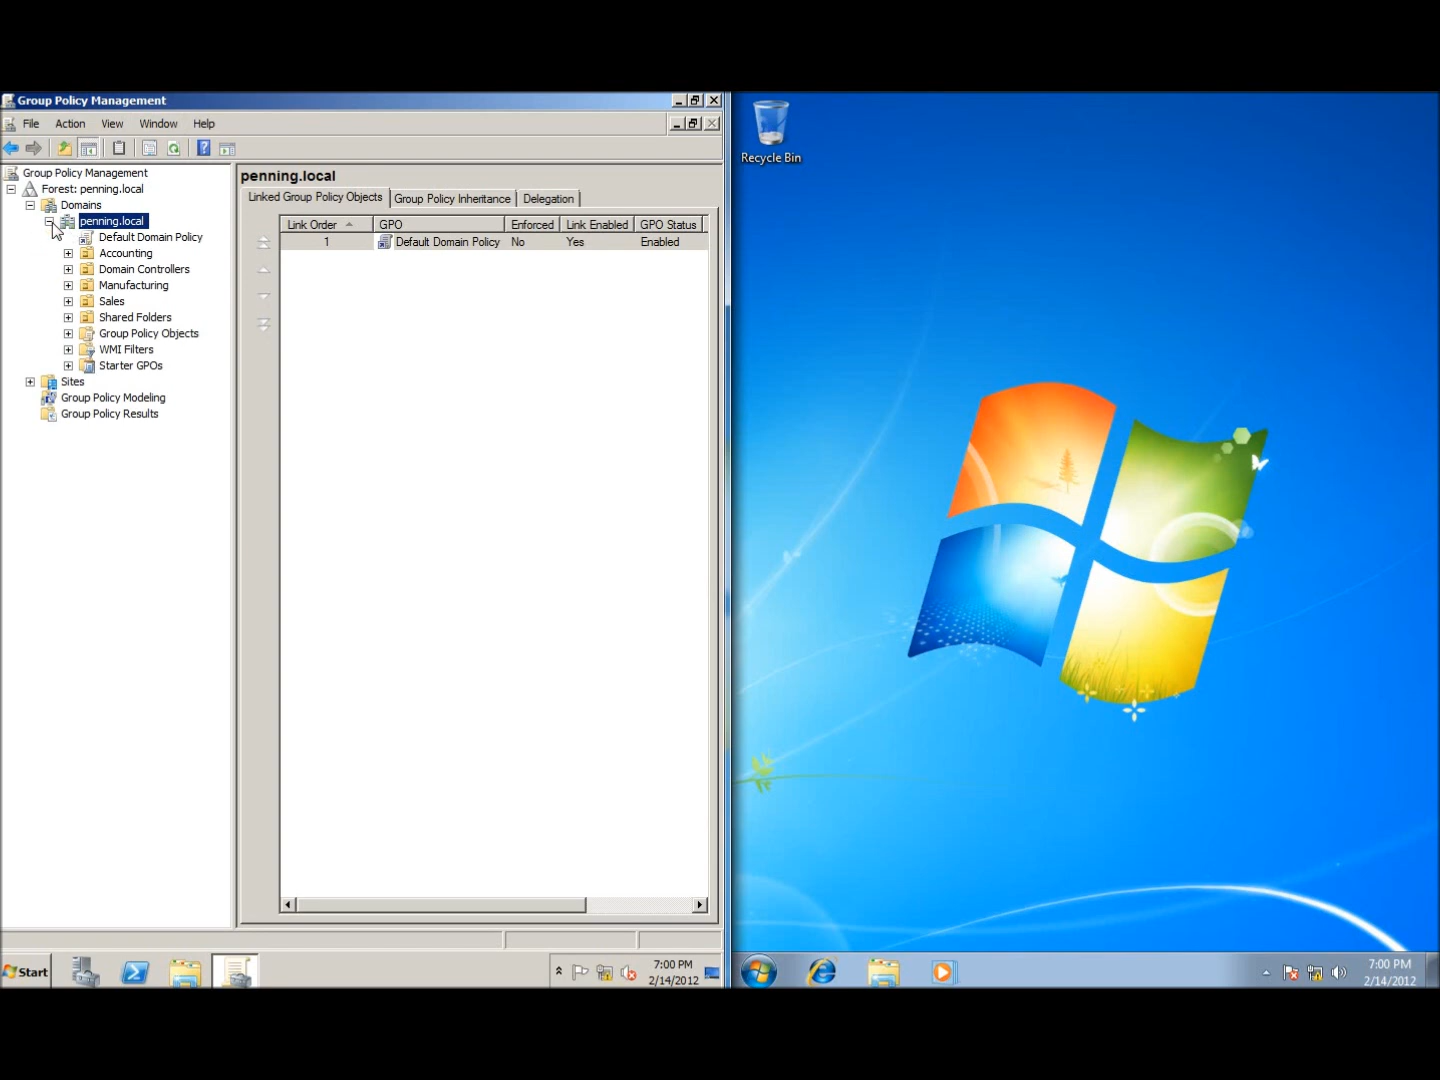 Group Policy Management
File Action View Window Help
Group Policy Management
Forest: penning.local
Domains
penning.local
Default Domain Policy
Accounting
Domain Controllers
Manufacturing
Sales
Shared Folders
Group Policy Objects
WMI Filters
Starter GPOs
Sites
Group Policy Modeling
Group Policy Results
penning.local
Linked Group Policy Objects Group Policy Inheritance Delegation
Link Order GPO Enforced Link Enabled GPO Status
1 Default Domain Policy No Yes Enabled
Start
7:00 PM
2/14/2012
Recycle Bin
7:00 PM
2/14/2012